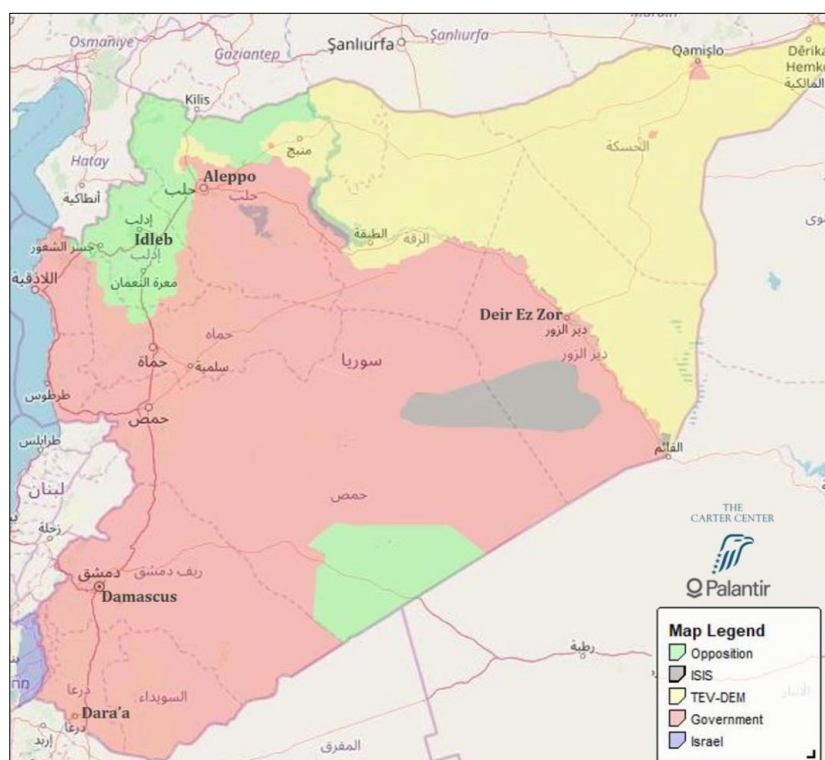 Osmaniye
Gaziantep
Şanlıurfa
Şanlıurfa
Mardin
Kilis
Qamişlo
Dêrika
Hemko
المالكية
Hatay
أنطاكية
منبج
الحسكة
Aleppo
حلب
حلب
إدلب
Idleb
إدلب
جسر الشغور
معرة النعمان
الطبقة
الرقة
اللاذقية
Deir Ez Zor
دير الزور
دير الزور
حماه
حماة
سلمية
سوريا
طرطوس
حمص
طرابلس
القائم
لبنان
حمص
زحلة
THE
CARTER CENTER
Palantir
دمشق
ريف دمشق
Damascus
رطبة
درعا
السويداء
Dara'a
درعا
إربد
المفرق
الأنبار
Map Legend
Opposition
ISIS
TEV-DEM
Government
Israel